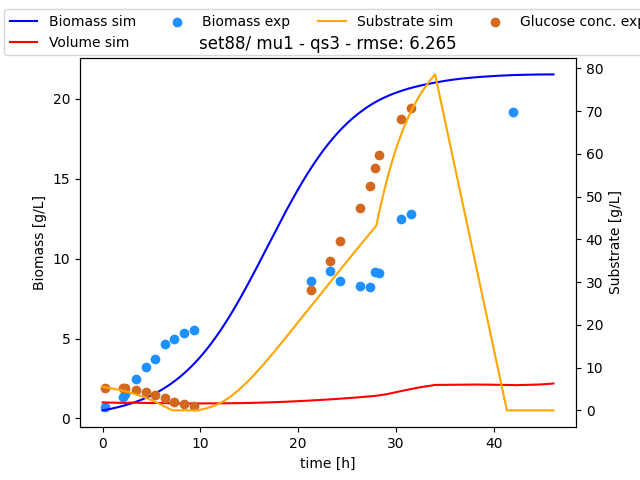 Biomass sim Biomass exp Substrate sim Glucose conc. exp
Volume sim
set88/ mu1 - qs3 - rmse: 6.265
Biomass [g/L]
0 5 10 15 20
Substrate [g/L]
0 10 20 30 40 50 60 70 80
0 10 20 30 40
time [h]